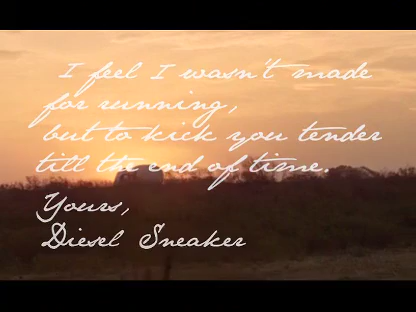 I feel I wasn't made
for running,
but to kick you tender
till the end of time.
Yours,
Diesel Sneaker